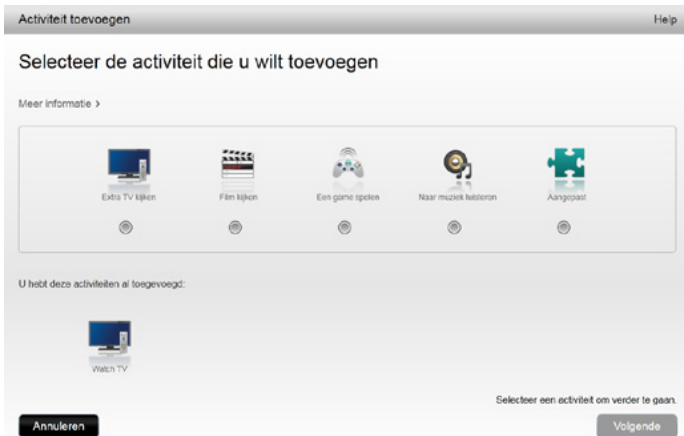 Activiteit toevoegen
Help
Selecteer de activiteit die u wilt toevoegen
Meer informatie >
Extra TV kijken
Film kijken
Een game spelen
Naar muziek luisteren
Aangepast
U hebt deze activiteiten al toegevoegd:
Watch TV
Selecteer een activiteit om verder te gaan.
Annuleren
Volgende